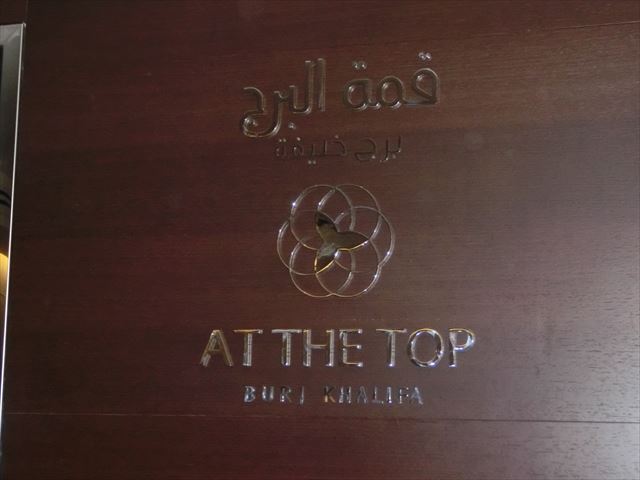 قمة البرج
برج خليفة
AT THE TOP
BURJ KHALIFA